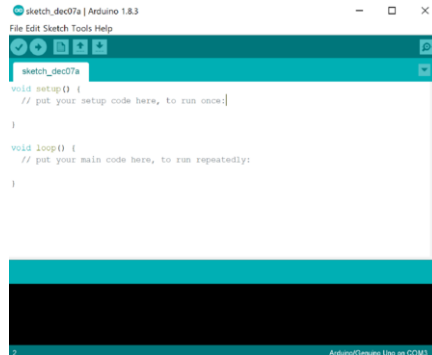 sketch_dec07a | Arduino 1.8.3
File Edit Sketch Tools Help
sketch_dec07a
void setup() {
// put your setup code here, to run once:
}
void loop() {
// put your main code here, to run repeatedly:
}
2
Arduino/Genuino Uno on COM3